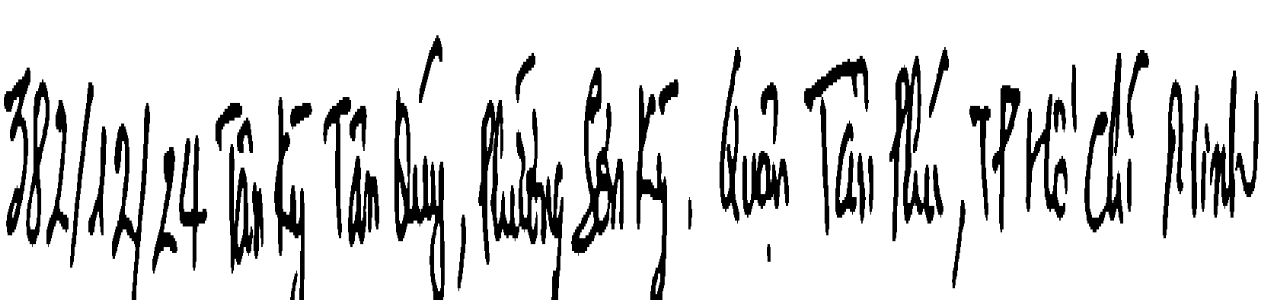 382/12/24 Tân Kỳ Tân Quý, Phường Sơn Kỳ, Quận Tân Phú, TP Hồ Chí Minh